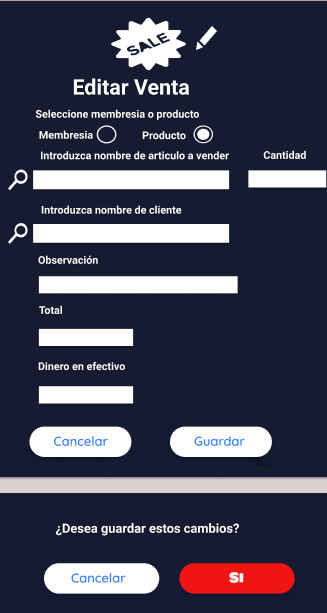 SALE
Editar Venta
Seleccione membresia o producto
Membresia Producto
Introduzca nombre de articulo a vender Cantidad
Introduzca nombre de cliente
Observación
Total
Dinero en efectivo
Cancelar Guardar
¿Desea guardar estos cambios?
Cancelar SI